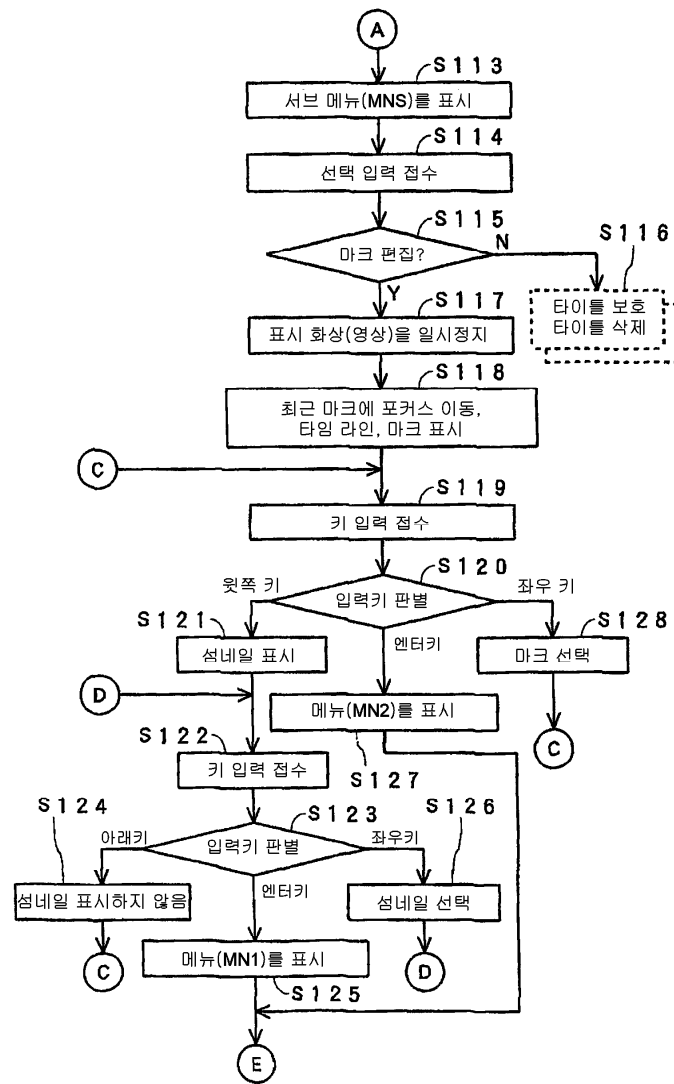 A
S113
서브 메뉴(MNS)를 표시
S114
선택 입력 접수
S115
마크 편집?
N
S116
타이틀 보호
타이틀 삭제
Y
S117
표시 화상(영상)을 일시정지
S118
최근 마크에 포커스 이동,
타임 라인, 마크 표시
C
S119
키 입력 접수
S120
윗쪽 키
입력키 판별
좌우 키
S121
엔터키
S128
섬네일 표시
마크 선택
D
메뉴(MN2)를 표시
C
S122
S127
키 입력 접수
S124
S123
S126
아래키
입력키 판별
좌우키
섬네일 표시하지 않음
엔터키
섬네일 선택
C
메뉴(MN1)를 표시
D
S125
E